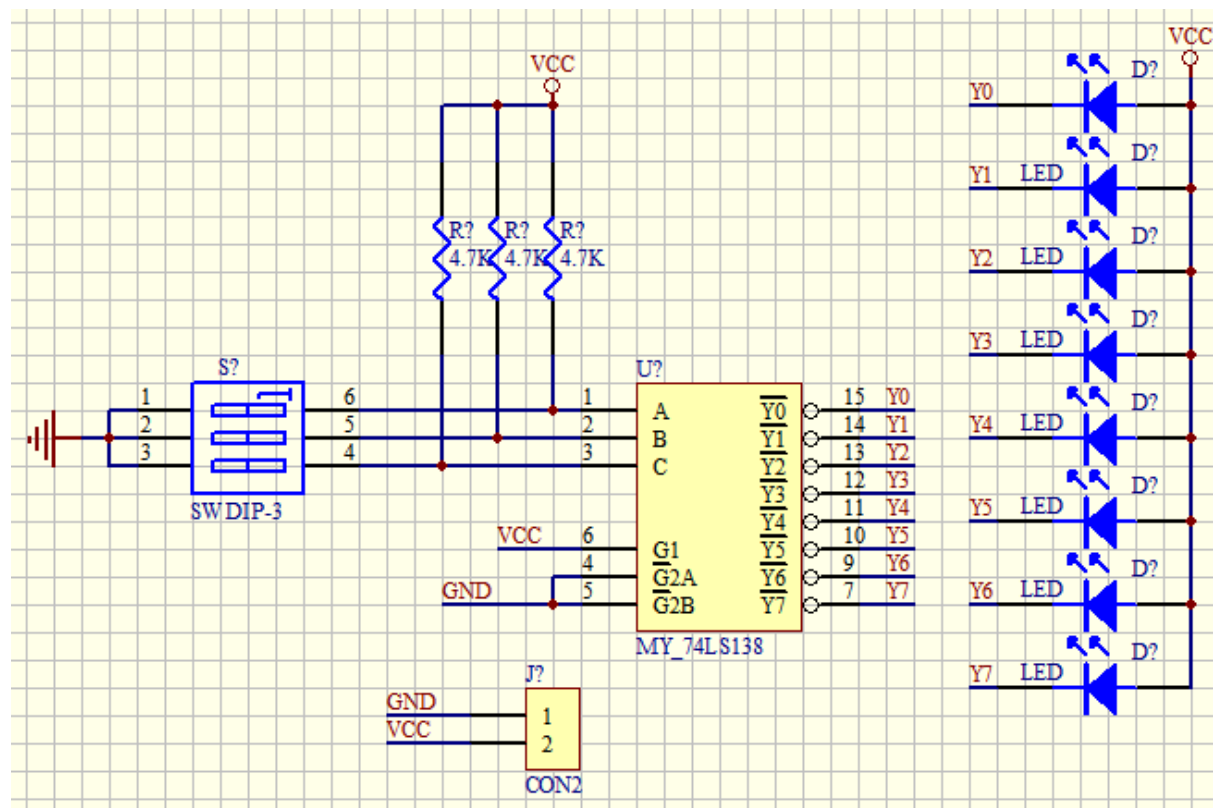 VCC
VCC
D?
Y0
D?
Y1 LED
R? R? R?
4.7K 4.7K 4.7K
D?
Y2 LED
D?
Y3 LED
S?
U?
1 6 1 A Y0 15 Y0
2 5 2 B Y1 14 Y1
3 4 3 C Y2 13 Y2
Y3 12 Y3
Y4 11 Y4
VCC 6 G1 Y5 10 Y5
4 G2A Y6 9 Y6
GND 5 G2B Y7 7 Y7
SW DIP-3
MY_74LS138
D?
Y4 LED
D?
Y5 LED
D?
Y6 LED
D?
Y7 LED
J?
GND 1
VCC 2
CON2